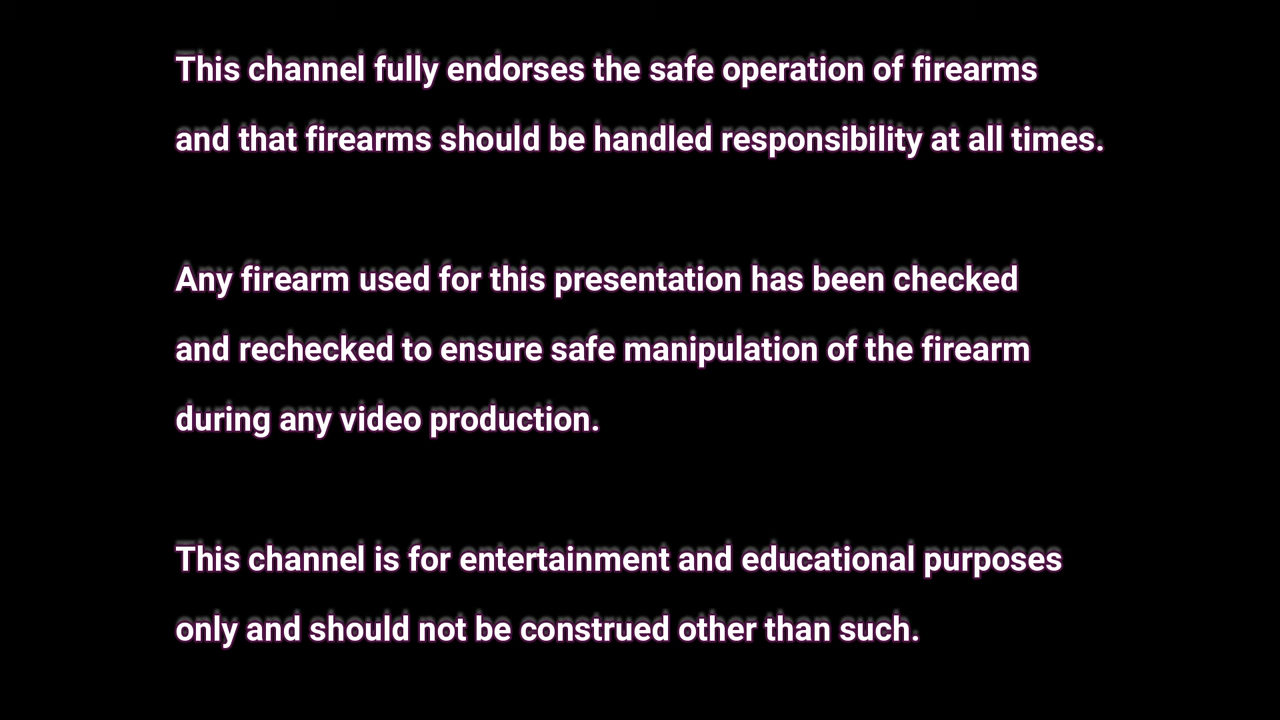 This channel fully endorses the safe operation of firearms
and that firearms should be handled responsibility at all times.
Any firearm used for this presentation has been checked
and rechecked to ensure safe manipulation of the firearm
during any video production.
This channel is for entertainment and educational purposes
only and should not be construed other than such.